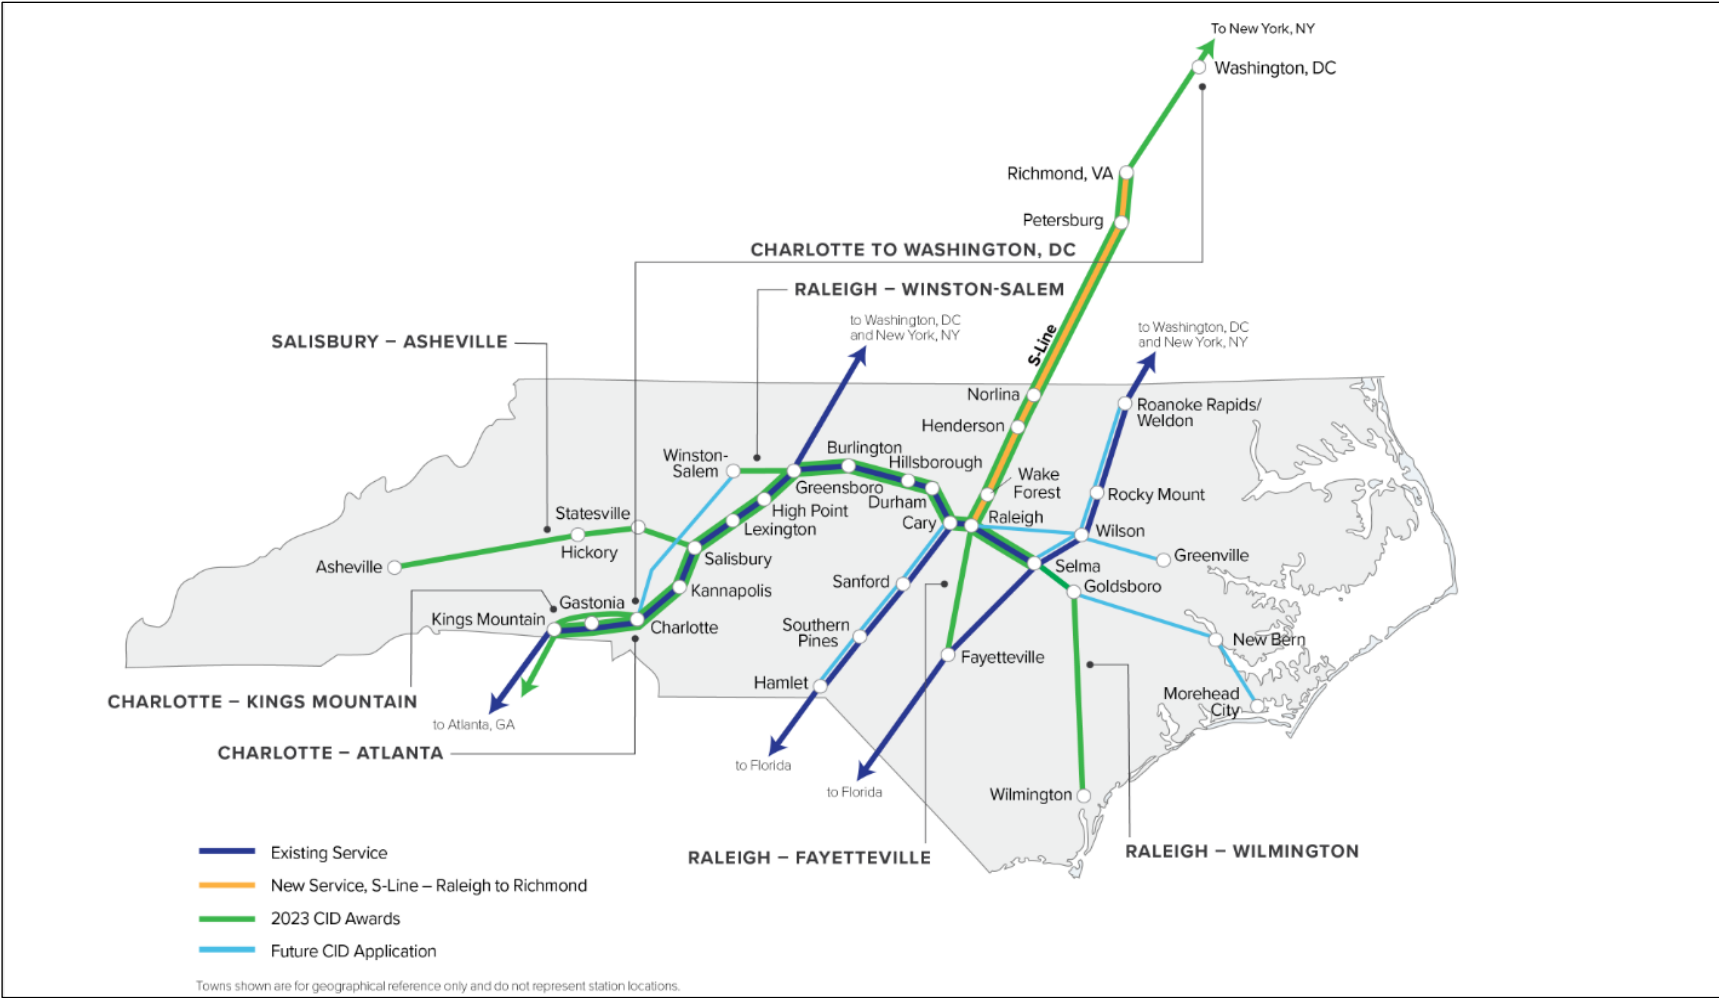 To New York, NY
Washington, DC
Richmond, VA
Petersburg
CHARLOTTE TO WASHINGTON, DC
RALEIGH – WINSTON-SALEM
to Washington, DC
and New York, NY
S-Line
to Washington, DC
and New York, NY
SALISBURY – ASHEVILLE
Norlina
Roanoke Rapids/
Weldon
Henderson
Winston-
Salem
Burlington
Hillsborough
Greensboro
Durham
Wake
Forest
Rocky Mount
High Point
Lexington
Statesville
Hickory
Cary
Raleigh
Wilson
Greenville
Asheville
Salisbury
Selma
Sanford
Goldsboro
Kannapolis
Gastonia
Kings Mountain
Charlotte
Southern
Pines
New Bern
Fayetteville
Hamlet
Morehead
City
CHARLOTTE – KINGS MOUNTAIN
to Atlanta, GA
CHARLOTTE – ATLANTA
to Florida
to Florida
Wilmington
RALEIGH – FAYETTEVILLE
RALEIGH – WILMINGTON
Existing Service
New Service, S-Line – Raleigh to Richmond
2023 CID Awards
Future CID Application
Towns shown are for geographical reference only and do not represent station locations.